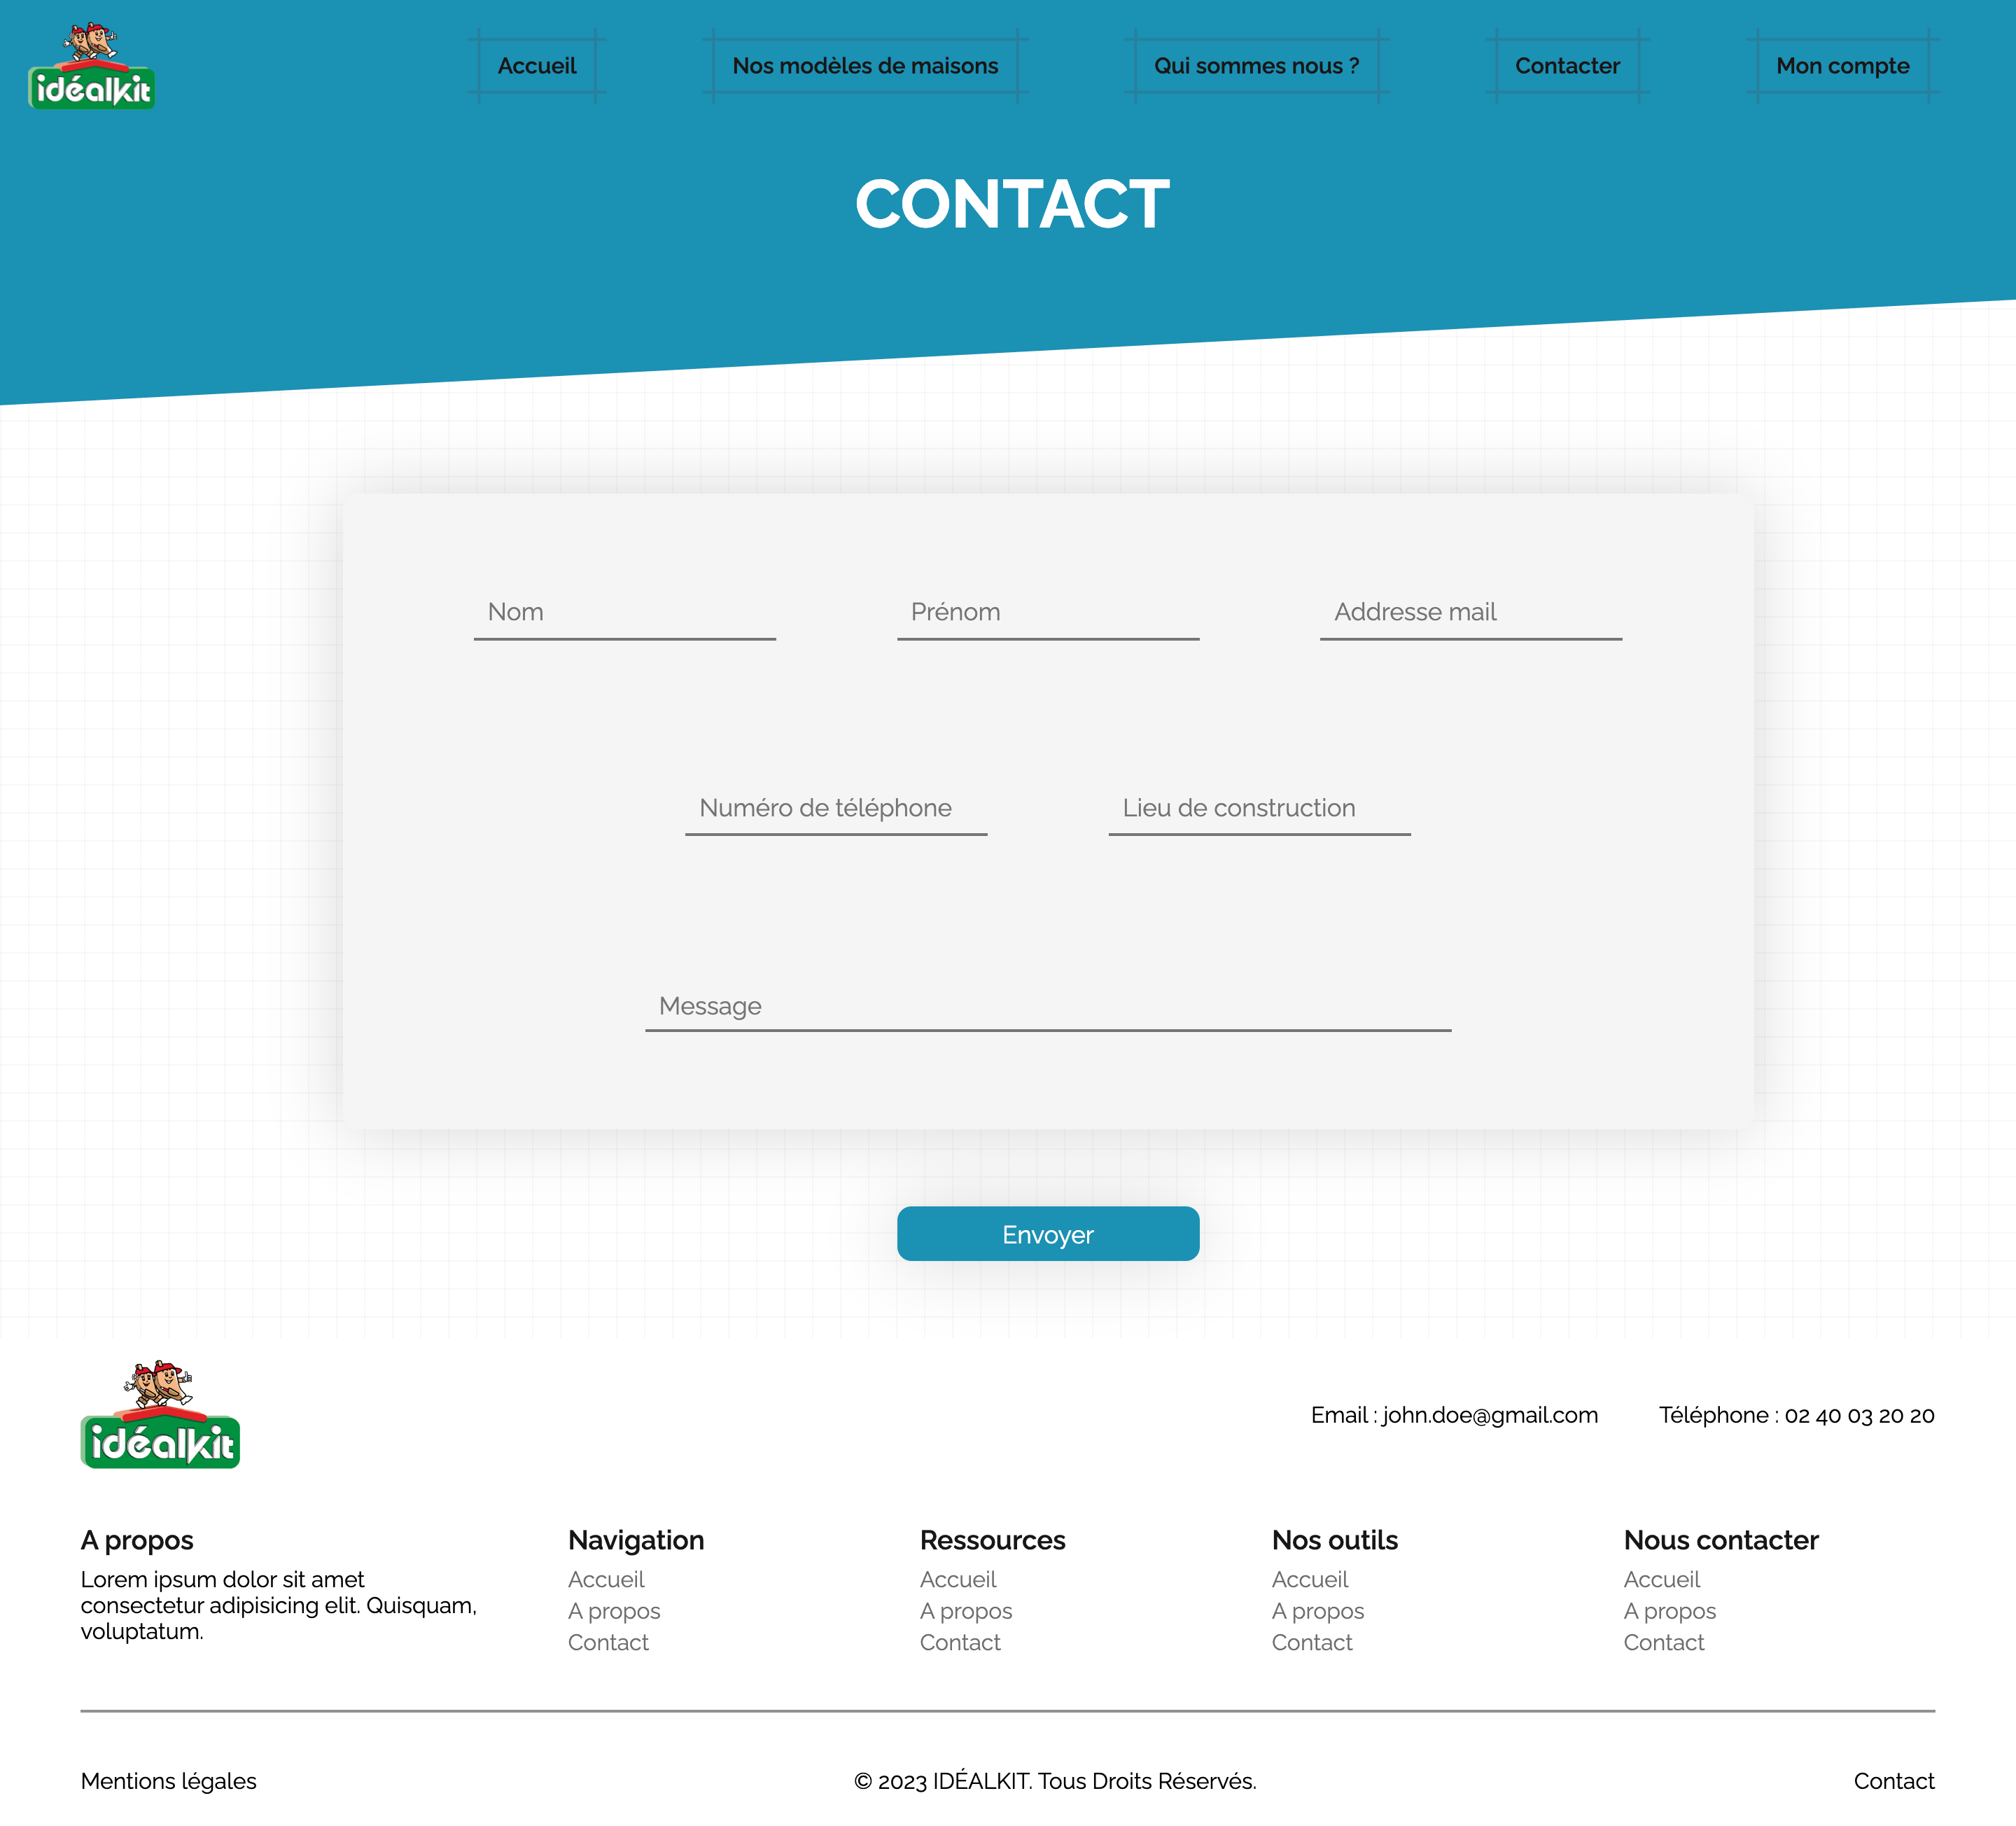 idéalkit
Accueil
Nos modèles de maisons
Qui sommes nous ?
Contacter
Mon compte
CONTACT
Nom
Prénom
Addresse mail
Numéro de téléphone
Lieu de construction
Message
Envoyer
idéalkit
Email : john.doe@gmail.com
Téléphone : 02 40 03 20 20
A propos
Lorem ipsum dolor sit amet
consectetur adipisicing elit. Quisquam,
voluptatum.
Navigation
Accueil
A propos
Contact
Ressources
Accueil
A propos
Contact
Nos outils
Accueil
A propos
Contact
Nous contacter
Accueil
A propos
Contact
Mentions légales
© 2023 IDÉALKIT. Tous Droits Réservés.
Contact